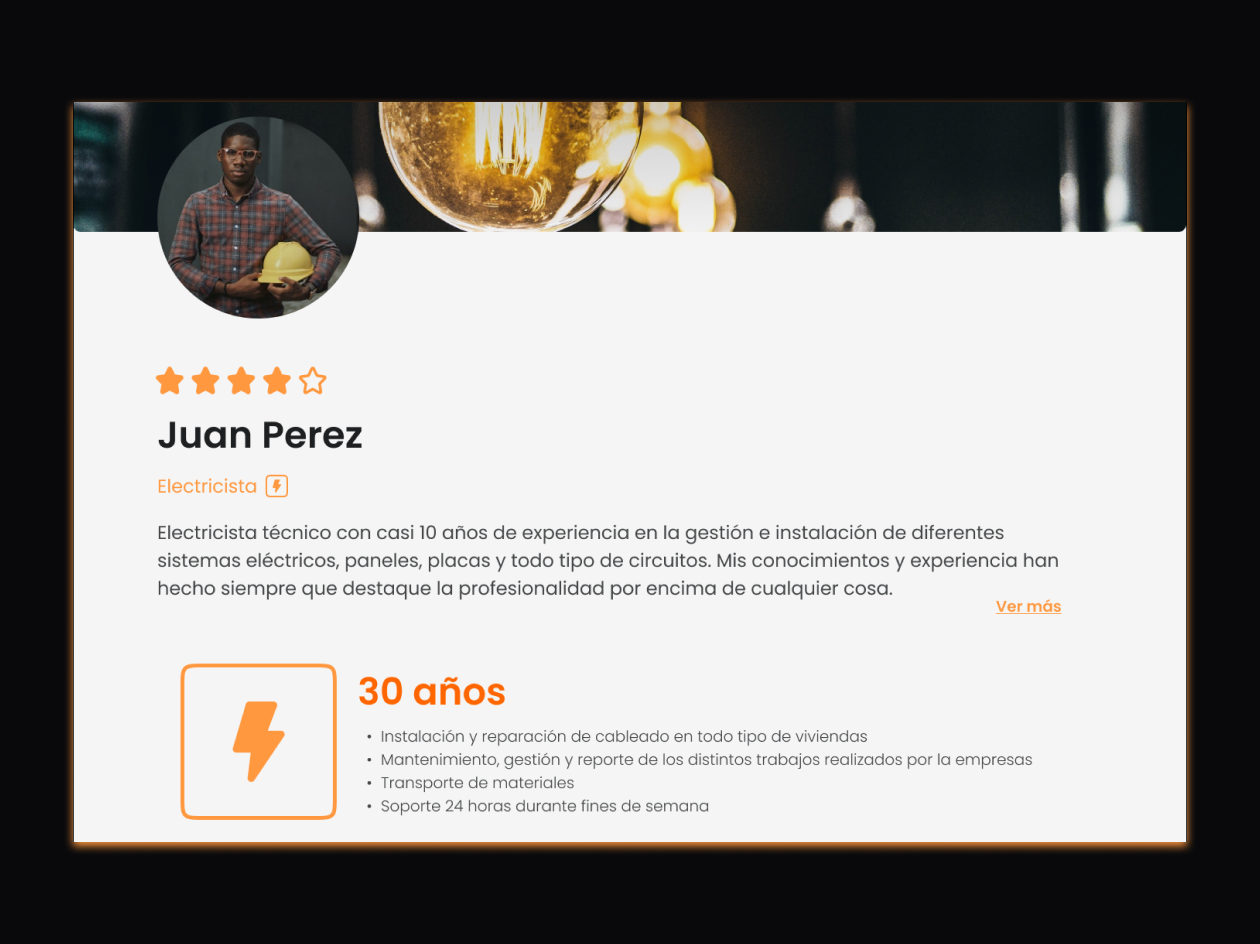 Juan Perez
Electricista
Electricista técnico con casi 10 años de experiencia en la gestión e instalación de diferentes
sistemas eléctricos, paneles, placas y todo tipo de circuitos. Mis conocimientos y experiencia han
hecho siempre que destaque la profesionalidad por encima de cualquier cosa.
Ver más
30 años
• Instalación y reparación de cableado en todo tipo de viviendas
• Mantenimiento, gestión y reporte de los distintos trabajos realizados por la empresas
• Transporte de materiales
• Soporte 24 horas durante fines de semana